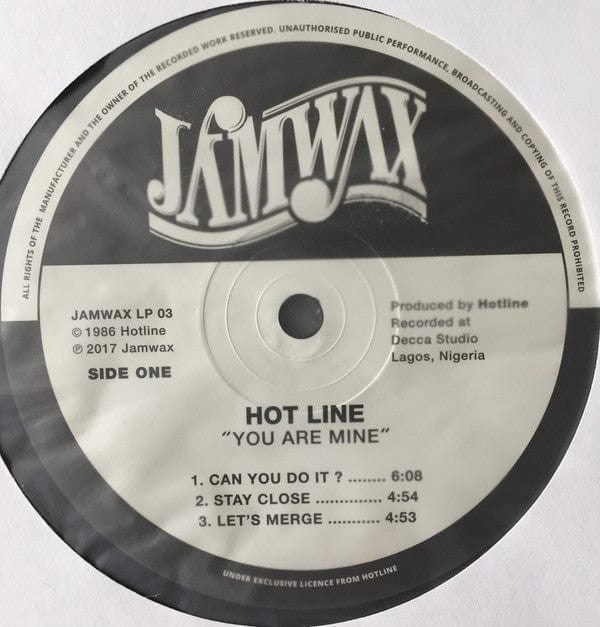 ALL RIGHTS OF THE MANUFACTURER AND THE OWNER OF THE RECORDED WORK RESERVED. UNAUTHORISED PUBLIC PERFORMANCE, BROADCASTING AND COPYING OF THIS RECORD PROHIBITED
JAMWAX
JAMWAX LP 03
© 1986 Hotline
℗ 2017 Jamwax
SIDE ONE
Produced by Hotline
Recorded at
Decca Studio
Lagos, Nigeria
HOT LINE
"YOU ARE MINE"
1. CAN YOU DO IT ? ........ 6:08
2. STAY CLOSE .............. 4:54
3. LET'S MERGE ........... 4:53
UNDER EXCLUSIVE LICENCE FROM HOTLINE